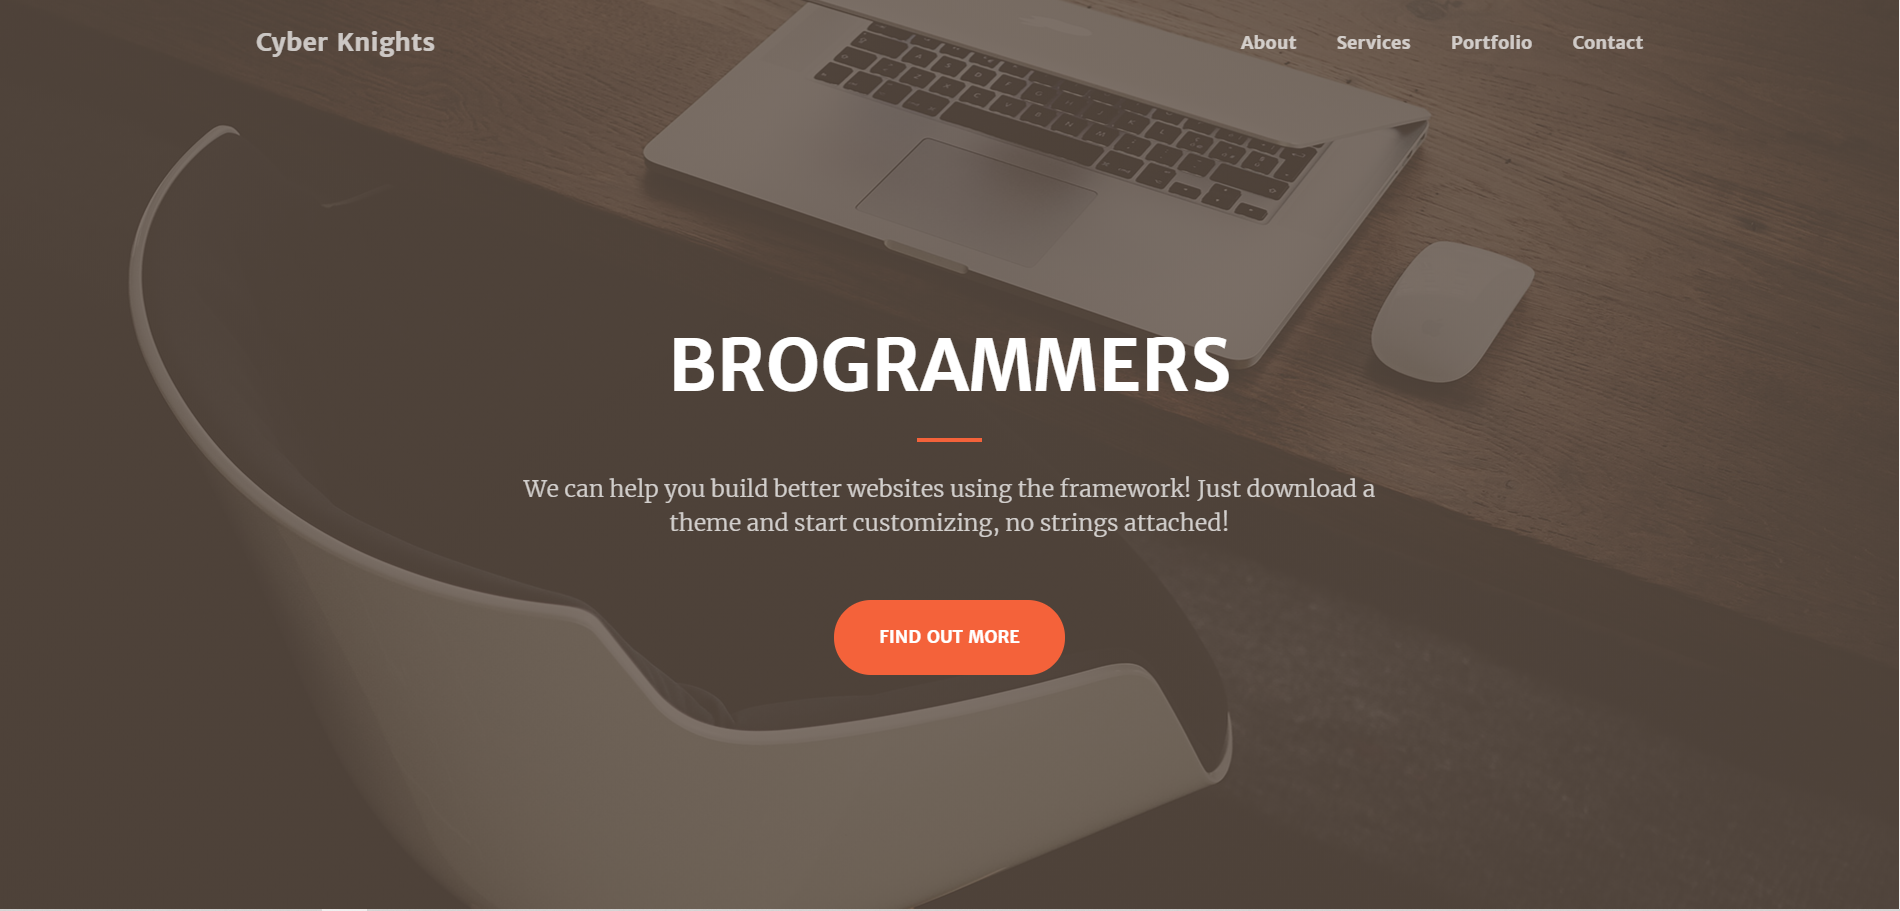 Cyber Knights
About Services Portfolio Contact
BROGRAMMERS
We can help you build better websites using the framework! Just download a
theme and start customizing, no strings attached!
FIND OUT MORE